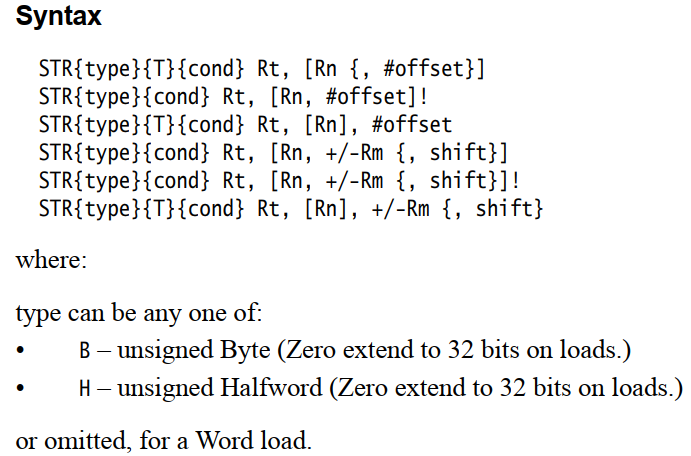 Syntax
STR{type}{T}{cond} Rt, [Rn {, #offset}]
STR{type}{cond} Rt, [Rn, #offset]!
STR{type}{T}{cond} Rt, [Rn], #offset
STR{type}{cond} Rt, [Rn, +/-Rm {, shift}]
STR{type}{cond} Rt, [Rn, +/-Rm {, shift}]!
STR{type}{T}{cond} Rt, [Rn], +/-Rm {, shift}
where:
type can be any one of:
• B – unsigned Byte (Zero extend to 32 bits on loads.)
• H – unsigned Halfword (Zero extend to 32 bits on loads.)
or omitted, for a Word load.